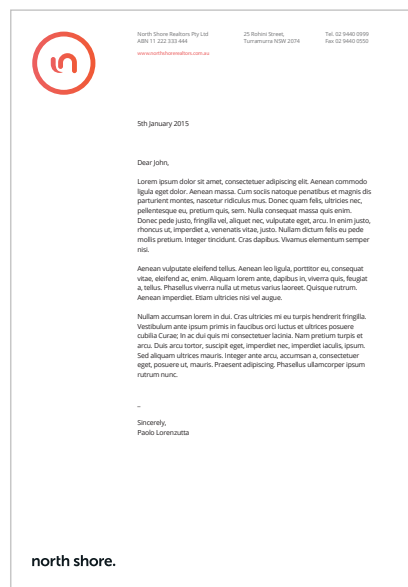 North Shore Realtors Pty Ltd
ABN 11 222 333 444
www.northshorerealtors.com.au
25 Rohini Street,
Turramurra NSW 2074
Tel. 02 9440 0999
Fax 02 9440 0550
5th January 2015
Dear John,
Lorem ipsum dolor sit amet, consectetuer adipiscing elit. Aenean commodo
ligula eget dolor. Aenean massa. Cum sociis natoque penatibus et magnis dis
parturient montes, nascetur ridiculus mus. Donec quam felis, ultricies nec,
pellentesque eu, pretium quis, sem. Nulla consequat massa quis enim.
Donec pede justo, fringilla vel, aliquet nec, vulputate eget, arcu. In enim justo,
rhoncus ut, imperdiet a, venenatis vitae, justo. Nullam dictum felis eu pede
mollis pretium. Integer tincidunt. Cras dapibus. Vivamus elementum semper
nisi.
Aenean vulputate eleifend tellus. Aenean leo ligula, porttitor eu, consequat
vitae, eleifend ac, enim. Aliquam lorem ante, dapibus in, viverra quis, feugiat
a, tellus. Phasellus viverra nulla ut metus varius laoreet. Quisque rutrum.
Aenean imperdiet. Etiam ultricies nisi vel augue.
Nullam accumsan lorem in dui. Cras ultricies mi eu turpis hendrerit fringilla.
Vestibulum ante ipsum primis in faucibus orci luctus et ultrices posuere
cubilia Curae; In ac dui quis mi consectetuer lacinia. Nam pretium turpis et
arcu. Duis arcu tortor, suscipit eget, imperdiet nec, imperdiet iaculis, ipsum.
Sed aliquam ultrices mauris. Integer ante arcu, accumsan a, consectetuer
eget, posuere ut, mauris. Praesent adipiscing. Phasellus ullamcorper ipsum
rutrum nunc.
–
Sincerely,
Paolo Lorenzutta
north shore.